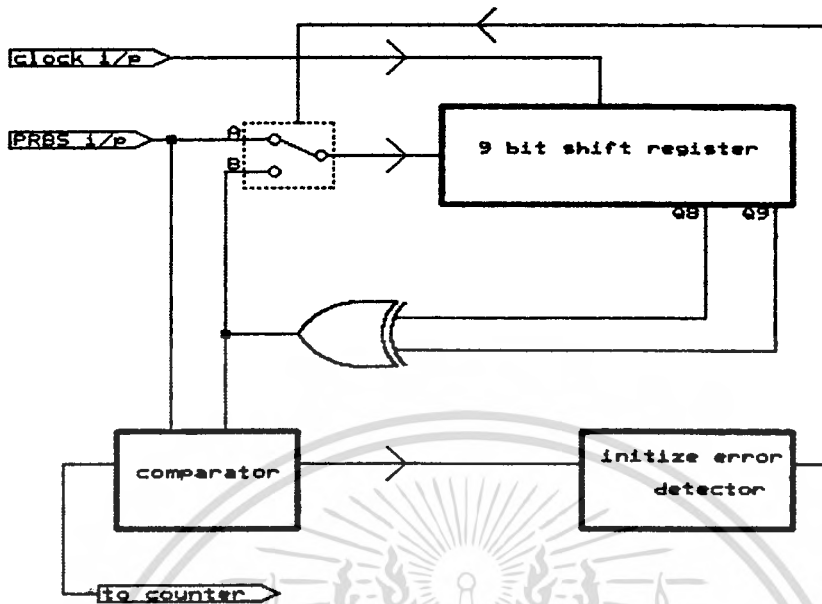 clock i/p
PRBS i/p
A
B
9 bit shift register
Q8 Q9
comparator
initize error
detector
to counter